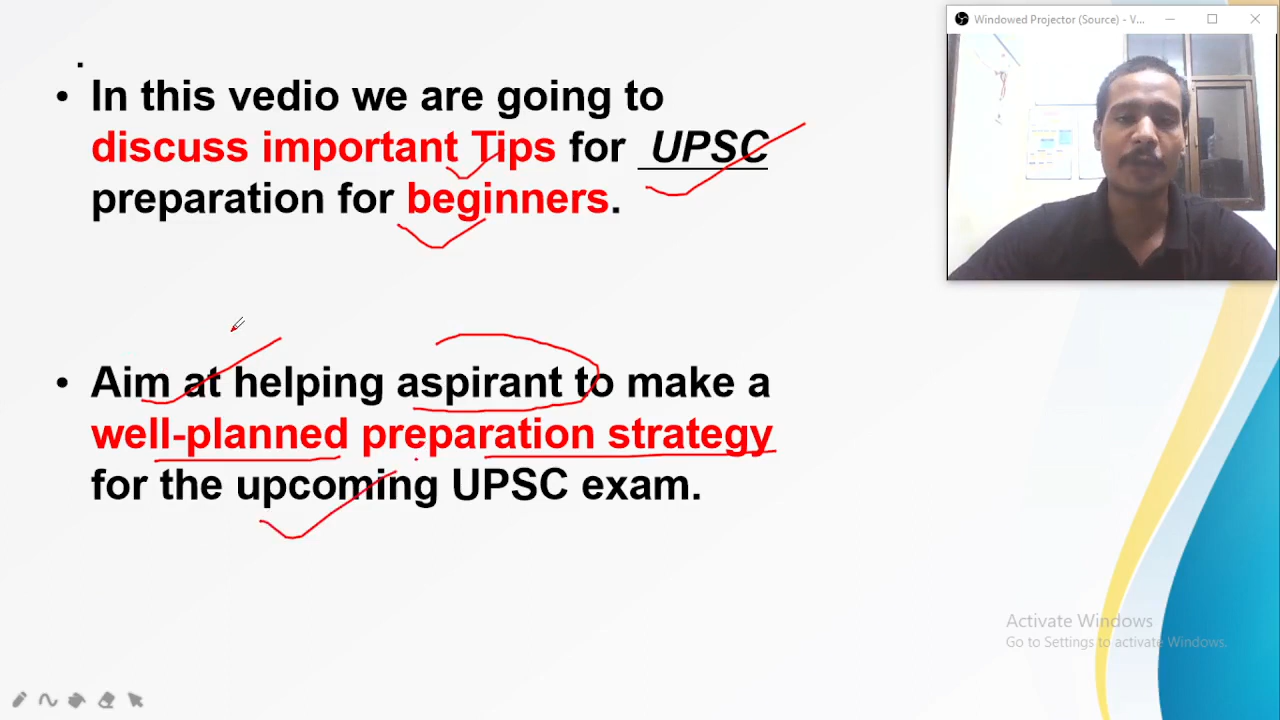 Windowed Projector (Source) - V...
• In this vedio we are going to
discuss important Tips for UPSC
preparation for beginners.
• Aim at helping aspirant to make a
well-planned preparation strategy
for the upcoming UPSC exam.
Activate Windows
Go to Settings to activate Windows.